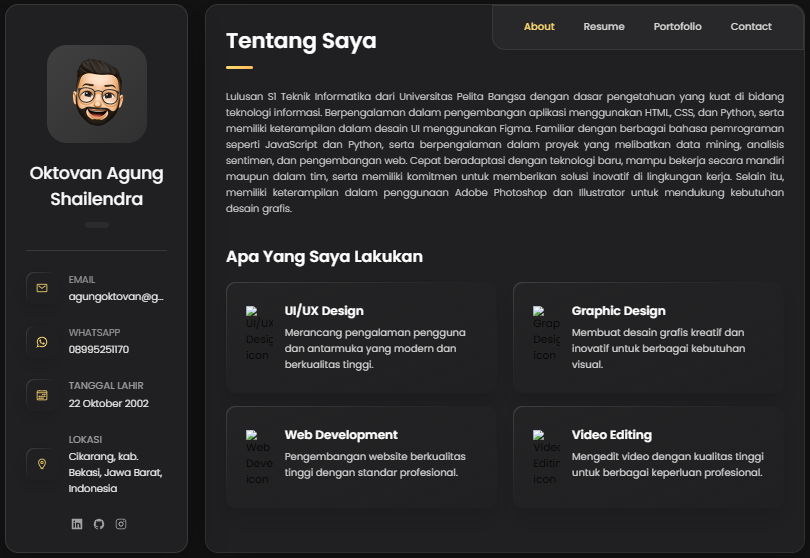 Oktovan Agung
Shailendra
EMAIL
agungoktovan@g...
WHATSAPP
08995251170
TANGGAL LAHIR
22 Oktober 2002
LOKASI
Cikarang, kab.
Bekasi, Jawa Barat,
Indonesia
About Resume Portofolio Contact
Tentang Saya
Lulusan S1 Teknik Informatika dari Universitas Pelita Bangsa dengan dasar pengetahuan yang kuat di bidang
teknologi informasi. Berpengalaman dalam pengembangan aplikasi menggunakan HTML, CSS, dan Python, serta
memiliki keterampilan dalam desain UI menggunakan Figma. Familiar dengan berbagai bahasa pemrograman
seperti JavaScript dan Python, serta berpengalaman dalam proyek yang melibatkan data mining, analisis
sentimen, dan pengembangan web. Cepat beradaptasi dengan teknologi baru, mampu bekerja secara mandiri
maupun dalam tim, serta memiliki komitmen untuk memberikan solusi inovatif di lingkungan kerja. Selain itu,
memiliki keterampilan dalam penggunaan Adobe Photoshop dan Illustrator untuk mendukung kebutuhan
desain grafis.
Apa Yang Saya Lakukan
UI/UX
Desig
icon
UI/UX Design
Merancang pengalaman pengguna
dan antarmuka yang modern dan
berkualitas tinggi.
Grap
Desig
icon
Graphic Design
Membuat desain grafis kreatif dan
inovatif untuk berbagai kebutuhan
visual.
Web
Deve
icon
Web Development
Pengembangan website berkualitas
tinggi dengan standar profesional.
Video
Editin
icon
Video Editing
Mengedit video dengan kualitas tinggi
untuk berbagai keperluan profesional.